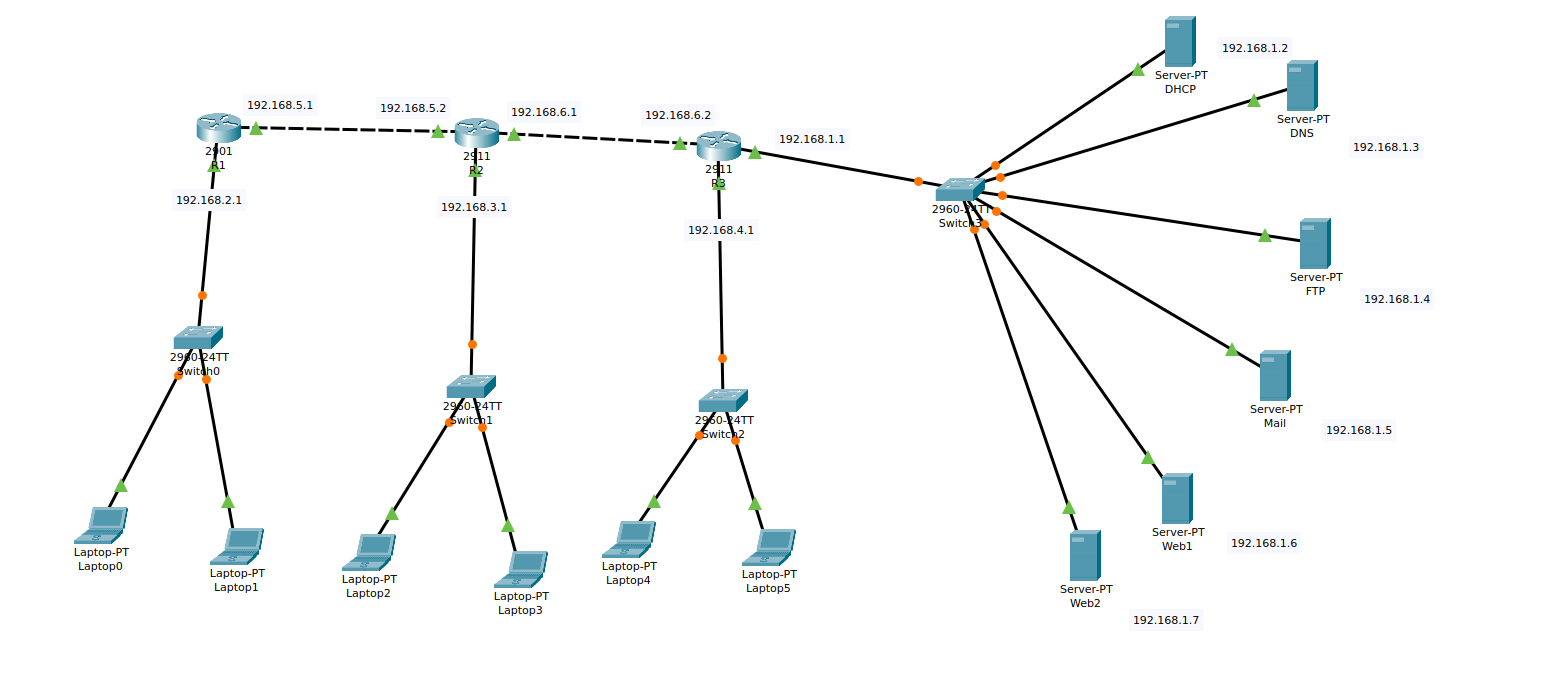 192.168.1.2
Server-PT
DHCP
192.168.5.1
192.168.5.2
192.168.6.1
192.168.6.2
Server-PT
DNS
192.168.1.1
192.168.1.3
2901
R1
2911
R2
2911
R3
192.168.2.1
192.168.3.1
192.168.4.1
2960-24TT
Switch3
Server-PT
FTP
192.168.1.4
2960-24TT
Switch0
2960-24TT
Switch1
2960-24TT
Switch2
Server-PT
Mail
192.168.1.5
Laptop-PT
Laptop0
Laptop-PT
Laptop1
Laptop-PT
Laptop2
Laptop-PT
Laptop3
Laptop-PT
Laptop4
Laptop-PT
Laptop5
Server-PT
Web1
192.168.1.6
Server-PT
Web2
192.168.1.7